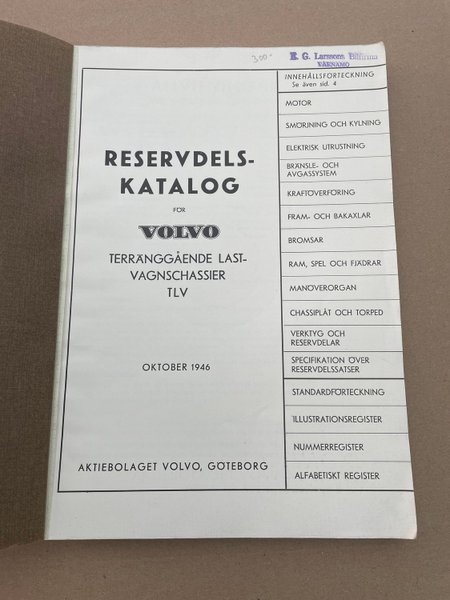 300:-
E. G. Larssons Bilfirma
VÄRNAMO
RESERVDELS-
KATALOG
FÖR
VOLVO
TERRÄNGGÅENDE LAST-
VAGNSCHASSIER
TLV
OKTOBER 1946
AKTIEBOLAGET VOLVO, GÖTEBORG
INNEHÅLLSFÖRTECKNING
Se även sid. 4
MOTOR
SMÖRJNING OCH KYLNING
ELEKTRISK UTRUSTNING
BRÄNSLE- OCH
AVGASSYSTEM
KRAFTÖVERFÖRING
FRAM- OCH BAKAXLAR
BROMSAR
RAM, SPEL OCH FJÄDRAR
MANÖVERORGAN
CHASSIPLÅT OCH TORPED
VERKTYG OCH
RESERVDELAR
SPECIFIKATION ÖVER
RESERVDELSSATSER
STANDARDFÖRTECKNING
ILLUSTRATIONSREGISTER
NUMMERREGISTER
ALFABETISKT REGISTER